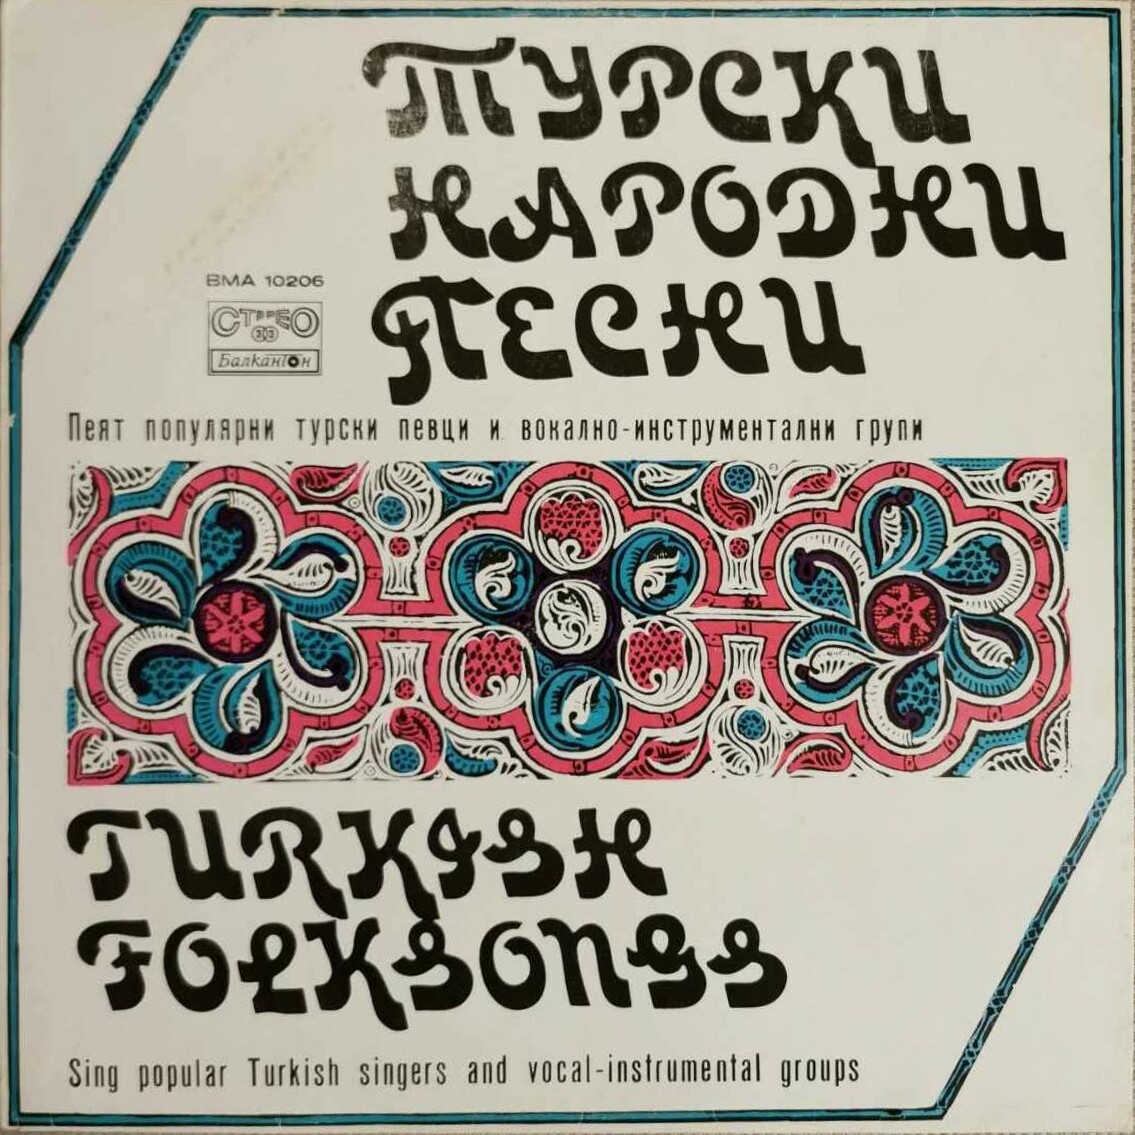 ТУРСКИ
НАРОДНИ
ПЕСНИ
ВМА 10206
СТЕРЕО
33
Балкантон
Пеят популярни турски певци и вокално-инструментални групи
TURKISH
FOLKSONGS
Sing popular Turkish singers and vocal-instrumental groups